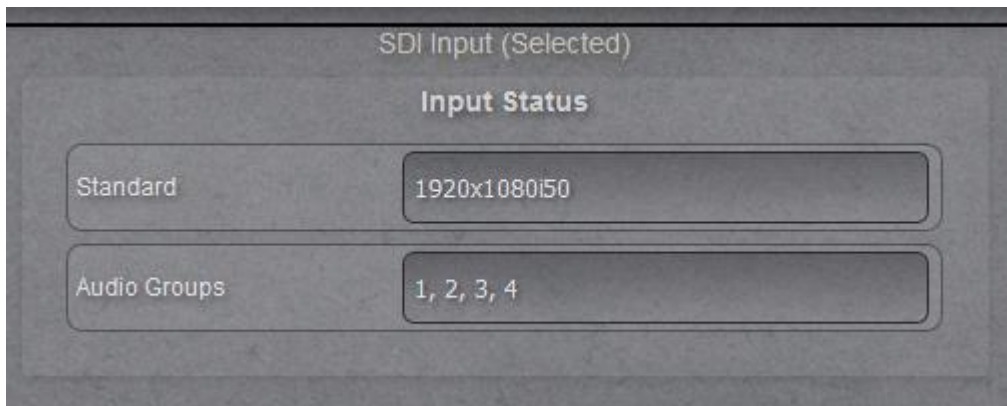 SDI Input (Selected)
Input Status
Standard 1920x1080i50
Audio Groups 1, 2, 3, 4